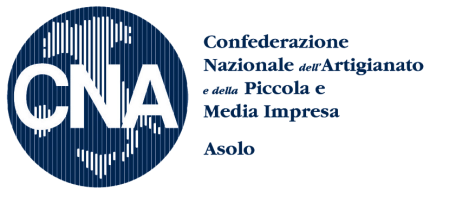 CNA
Confederazione
Nazionale dell'Artigianato
e della Piccola e
Media Impresa
Asolo